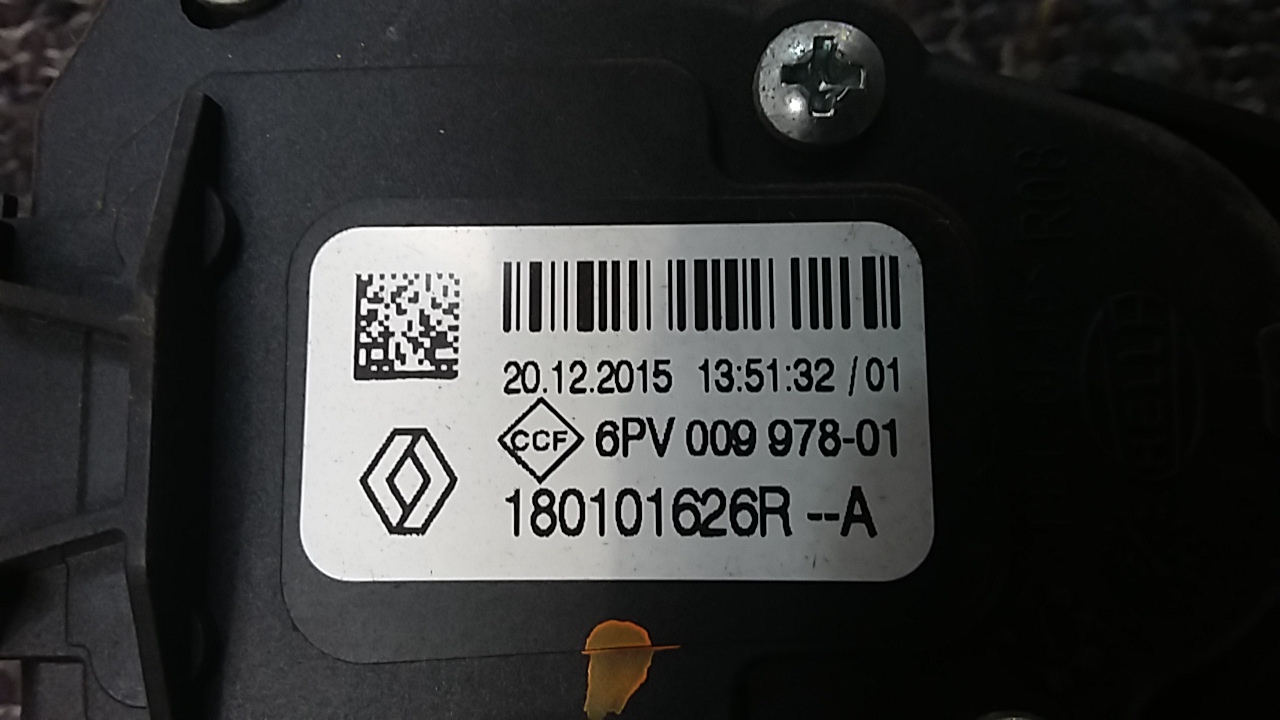 20.12.2015 13:51:32 / 01
CCF 6PV 009 978-01
180101626R --A